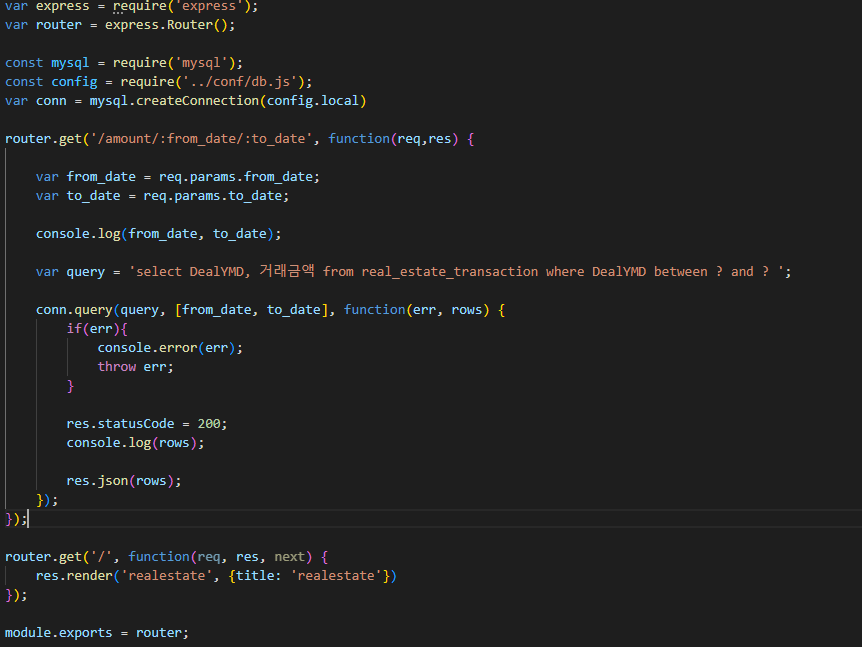 var express = require('express');
var router = express.Router();
const mysql = require('mysql');
const config = require('../conf/db.js');
var conn = mysql.createConnection(config.local)
router.get('/amount/:from_date/:to_date', function(req,res) {
var from_date = req.params.from_date;
var to_date = req.params.to_date;
console.log(from_date, to_date);
var query = 'select DealYMD, 거래금액 from real_estate_transaction where DealYMD between ? and ? ';
conn.query(query, [from_date, to_date], function(err, rows) {
if(err){
console.error(err);
throw err;
}
res.statusCode = 200;
console.log(rows);
res.json(rows);
});
});
router.get('/', function(req, res, next) {
res.render('realestate', {title: 'realestate'})
});
module.exports = router;